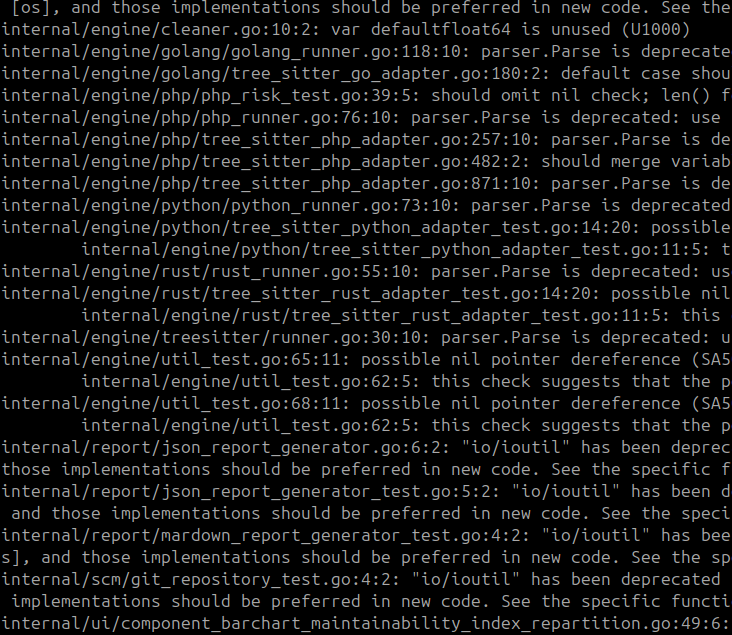 [os], and those implementations should be preferred in new code. See the
internal/engine/cleaner.go:10:2: var defaultfloat64 is unused (U1000)
internal/engine/golang/golang_runner.go:118:10: parser.Parse is deprecate
internal/engine/golang/tree_sitter_go_adapter.go:180:2: default case shou
internal/engine/php/php_risk_test.go:39:5: should omit nil check; len() f
internal/engine/php/php_runner.go:76:10: parser.Parse is deprecated: use
internal/engine/php/tree_sitter_php_adapter.go:257:10: parser.Parse is de
internal/engine/php/tree_sitter_php_adapter.go:482:2: should merge variab
internal/engine/php/tree_sitter_php_adapter.go:871:10: parser.Parse is de
internal/engine/python/python_runner.go:73:10: parser.Parse is deprecated
internal/engine/python/tree_sitter_python_adapter_test.go:14:20: possible
internal/engine/python/tree_sitter_python_adapter_test.go:11:5: t
internal/engine/rust/rust_runner.go:55:10: parser.Parse is deprecated: us
internal/engine/rust/tree_sitter_rust_adapter_test.go:14:20: possible nil
internal/engine/rust/tree_sitter_rust_adapter_test.go:11:5: this
internal/engine/treesitter/runner.go:30:10: parser.Parse is deprecated: u
internal/engine/util_test.go:65:11: possible nil pointer dereference (SA5
internal/engine/util_test.go:62:5: this check suggests that the p
internal/engine/util_test.go:68:11: possible nil pointer dereference (SA5
internal/engine/util_test.go:62:5: this check suggests that the p
internal/report/json_report_generator.go:6:2: "io/ioutil" has been deprec
those implementations should be preferred in new code. See the specific f
internal/report/json_report_generator_test.go:5:2: "io/ioutil" has been d
and those implementations should be preferred in new code. See the speci
internal/report/mardown_report_generator_test.go:4:2: "io/ioutil" has bee
s], and those implementations should be preferred in new code. See the sp
internal/scm/git_repository_test.go:4:2: "io/ioutil" has been deprecated
implementations should be preferred in new code. See the specific functi
internal/ui/component_barchart_maintainability_index_repartition.go:49:6: